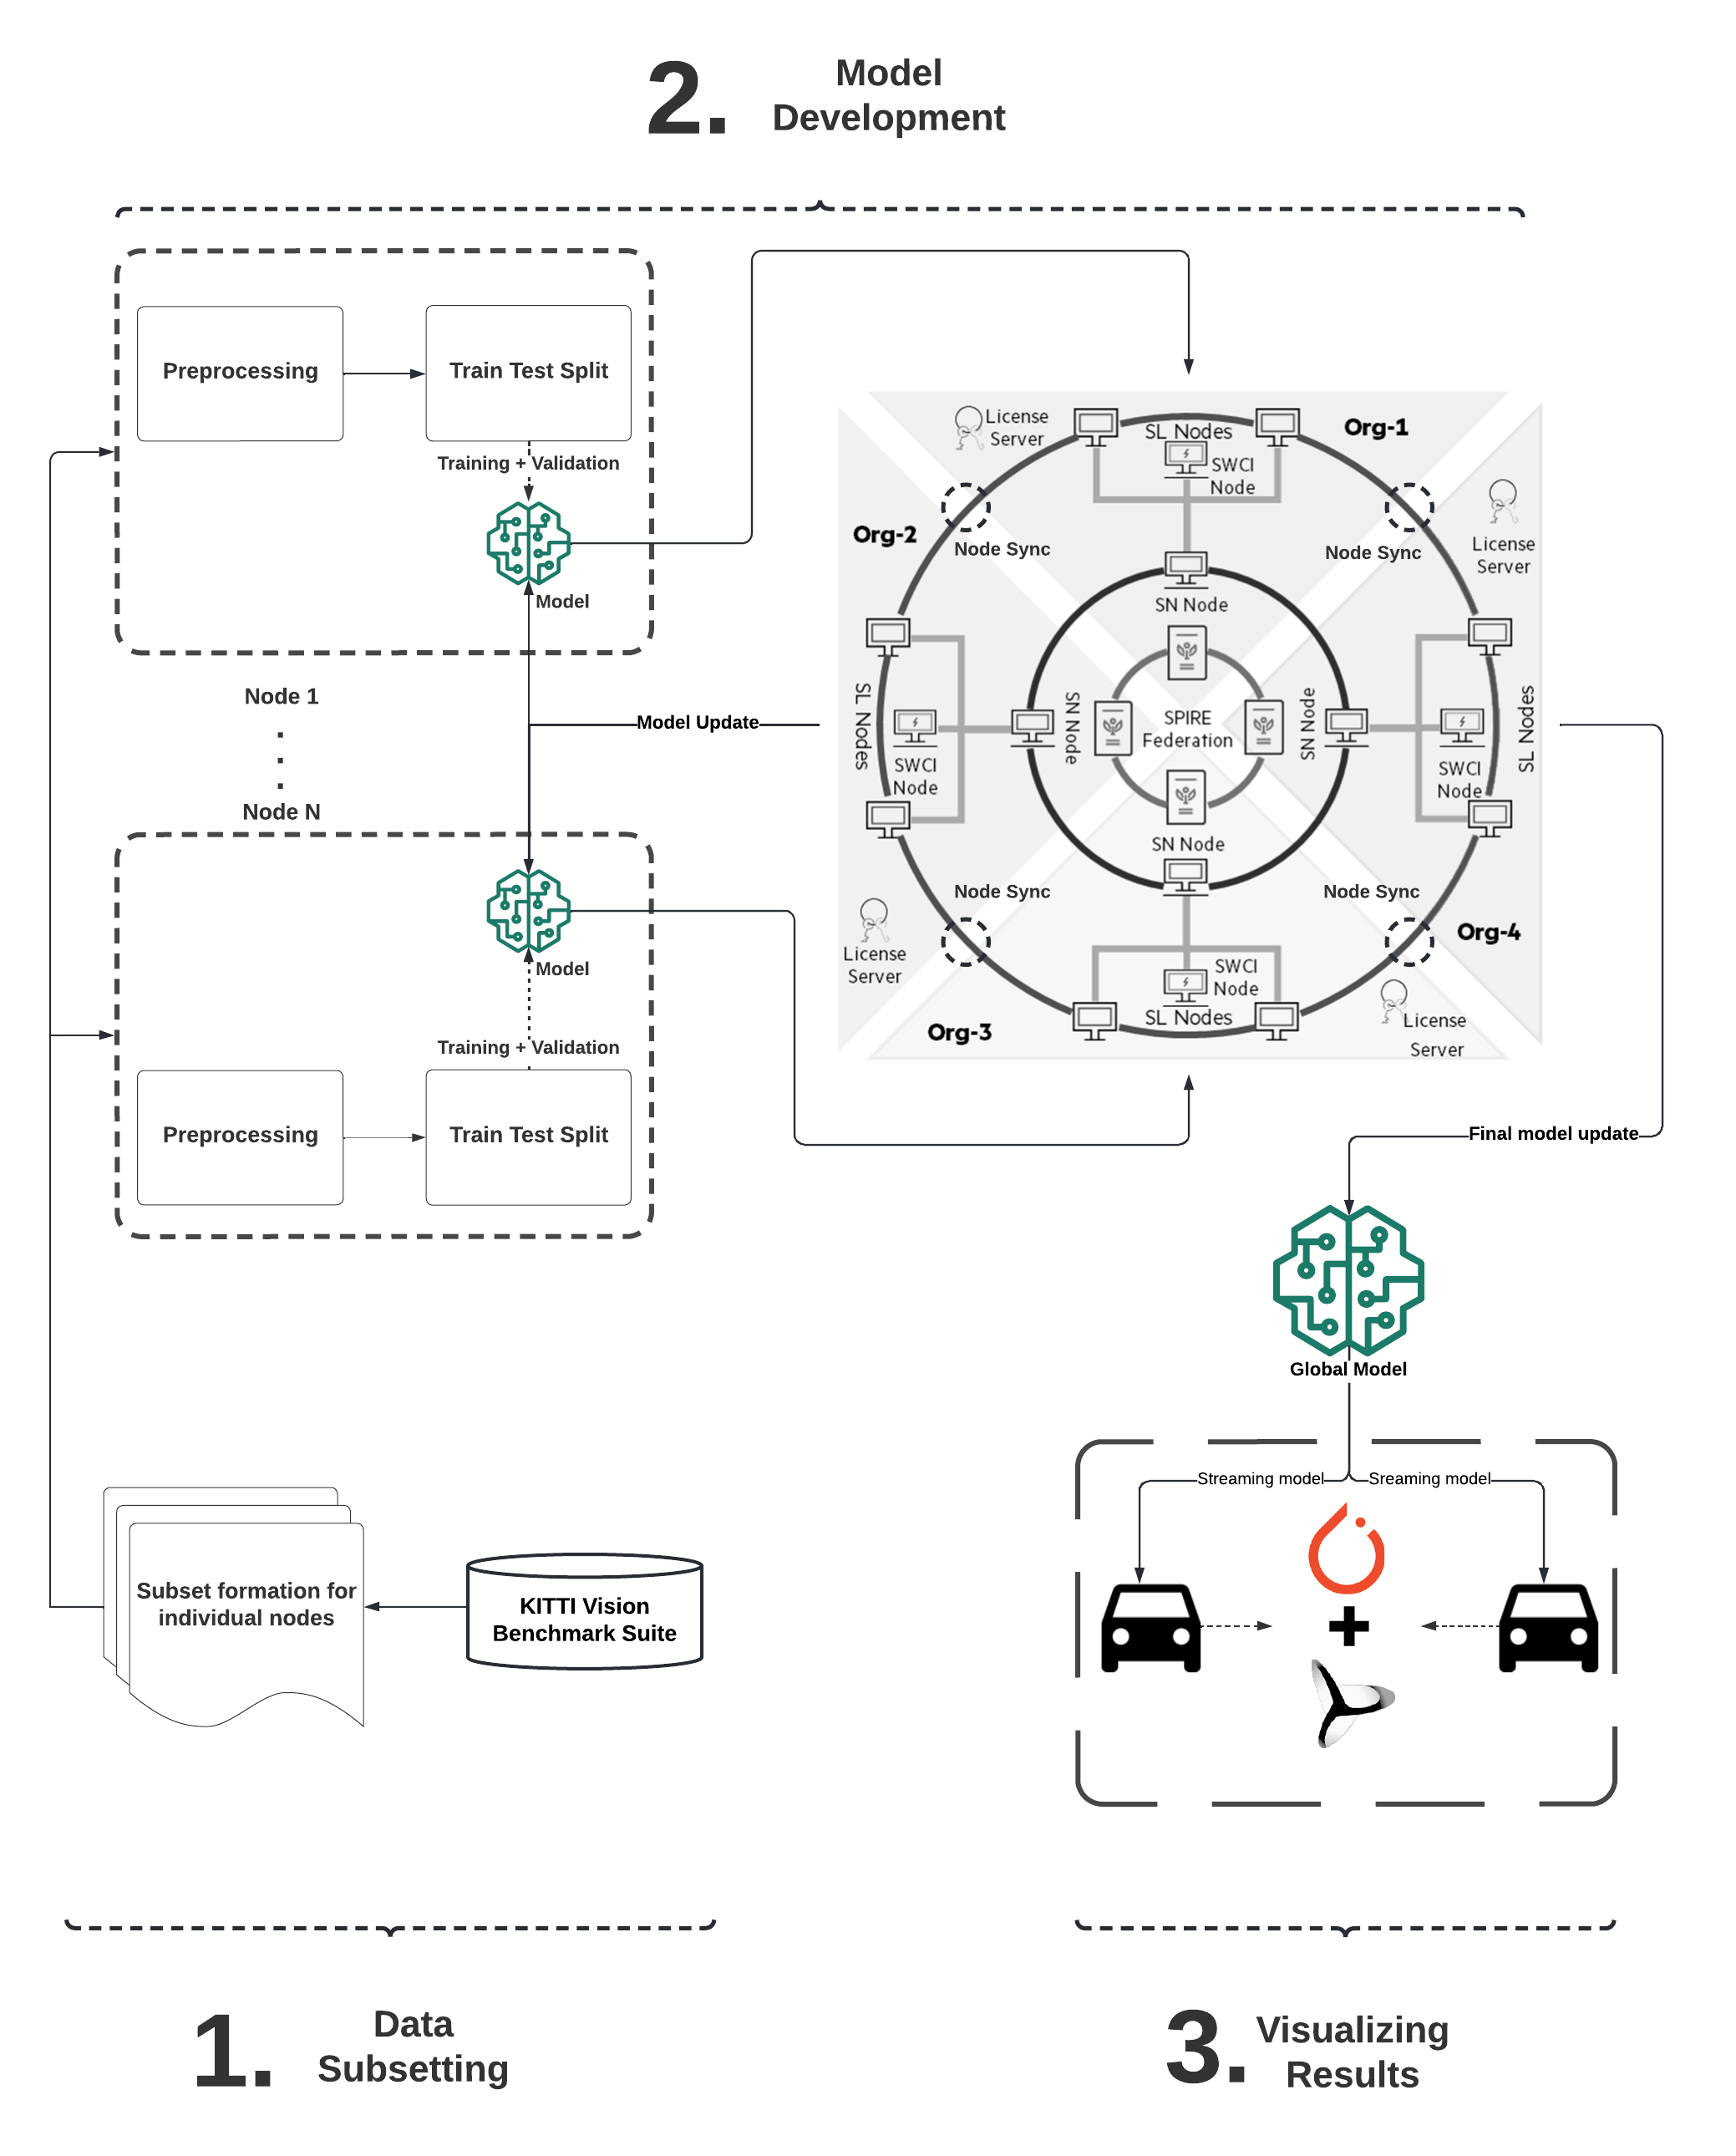 2.
Model
Development
Preprocessing
Train Test Split
Training + Validation
Model
Node 1
.
.
.
Node N
Model Update
Model
Training + Validation
Preprocessing
Train Test Split
License
Server
SL Nodes
Org-1
SWCI
Node
Org-2
Node Sync
Node Sync
License
Server
SN Node
SL Nodes
SWCI
Node
SN Node
SPIRE
Federation
SN Node
SWCI
Node
SL Nodes
SN Node
Node Sync
Node Sync
License
Server
Org-4
SWCI
Node
SL Nodes
Org-3
License
Server
Final model update
Global Model
Streaming model
Sreaming model
Subset formation for
individual nodes
KITTI Vision
Benchmark Suite
1.
Data
Subsetting
3.
Visualizing
Results